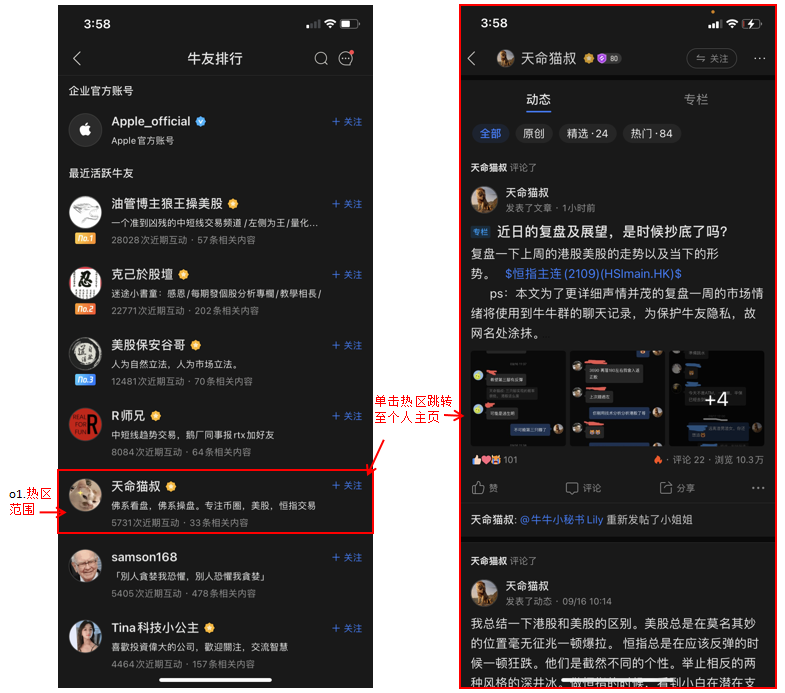 3:58
牛友排行
企业官方账号
Apple_official
+ 关注
Apple官方账号
最近活跃牛友
油管博主狼王操美股
+ 关注
一个准到凶残的中短线交易频道/左侧为王/量化...
No.1
28028次近期互动 · 57条相关内容
克己於股壇
+ 关注
迷途小書童：感恩/每期發個股分析專欄/教學相長/
No.2
22771次近期互动 · 202条相关内容
美股保安谷哥
+ 关注
人为自然立法，人为市场立法。
No.3
12481次近期互动 · 70条相关内容
R师兄
+ 关注
中短线趋势交易，鹅厂同事报rtx加好友
REAL FOR FUN R
8084次近期互动 · 64条相关内容
o1.热区
范围
天命猫叔
+ 关注
佛系看盘，佛系操盘。专注币圈，美股，恒指交易
5731次近期互动 · 33条相关内容
samson168
+ 关注
「別人貪婪我恐懼，別人恐懼我貪婪」
5405次近期互动 · 478条相关内容
Tina科技小公主
+ 关注
喜歡投資偉大的公司，歡迎關注，交流智慧
4464次近期互动 · 157条相关内容
单击热区跳转
至个人主页
3:58
天命猫叔
80
关注
动态
专栏
全部
原创
精选·24
热门·84
天命猫叔 评论了
天命猫叔
发表了文章 · 1小时前
专栏 近日的复盘及展望，是时候抄底了吗?
复盘一下上周的港股美股的走势以及当下的形
势。 $恒指主连(2109)(HSImain.HK)$
ps：本文为了更详细声情并茂的复盘一周的市场情
绪将使用到牛牛群的聊天记录，为保护牛友隐私，故
网名处涂抹。
+4
101
评论 22 · 浏览 10.3万
赞
评论
分享
天命猫叔: @牛牛小秘书Lily 重新发帖了小姐姐
天命猫叔 评论了
天命猫叔
发表了动态 · 09/16 10:14
我总结一下港股和美股的区别。美股总是在莫名其妙
的位置毫无征兆一顿爆拉。 恒指总是在应该反弹的时
候一顿狂跌。他们是截然不同的个性。举止相反的两
种风格的深井冰。做恒指的时候，看到小白在潜在支